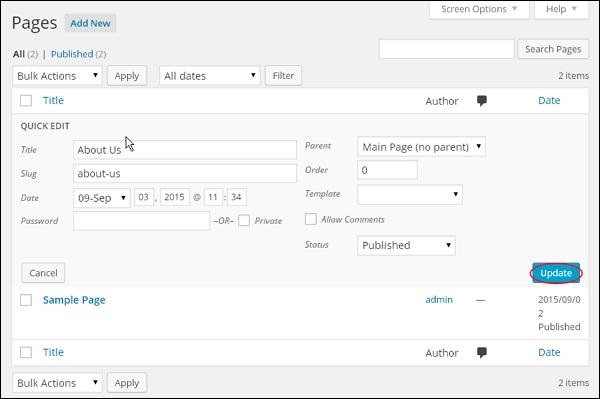 Screen Options Help
Pages Add New
All (2) | Published (2)
Search Pages
Bulk Actions Apply All dates Filter 2 items
Title Author Date
QUICK EDIT
Title About Us
Slug about-us
Date 09-Sep 03 , 2015 @ 11 : 34
Password –OR– Private
Parent Main Page (no parent)
Order 0
Template
Allow Comments
Status Published
Cancel Update
Sample Page admin — 2015/09/0
2
Published
Title Author Date
Bulk Actions Apply 2 items